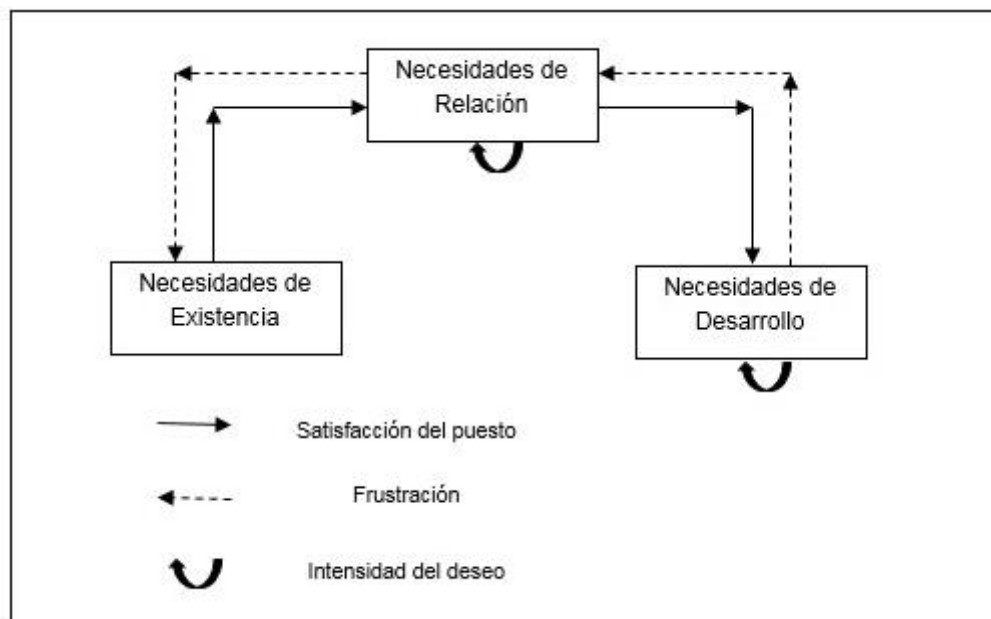 Necesidades de
Relación
Necesidades de
Existencia
Necesidades de
Desarrollo
Satisfacción del puesto
Frustración
Intensidad del deseo